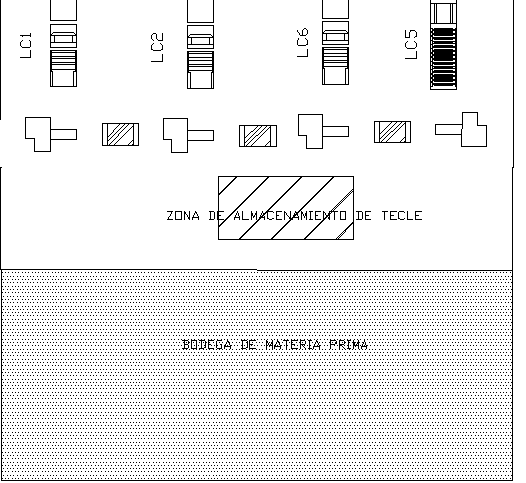 LC1
LC2
LC6
LC5
ZONA DE ALMACENAMIENTO DE TECLE
BODEGA DE MATERIA PRIMA